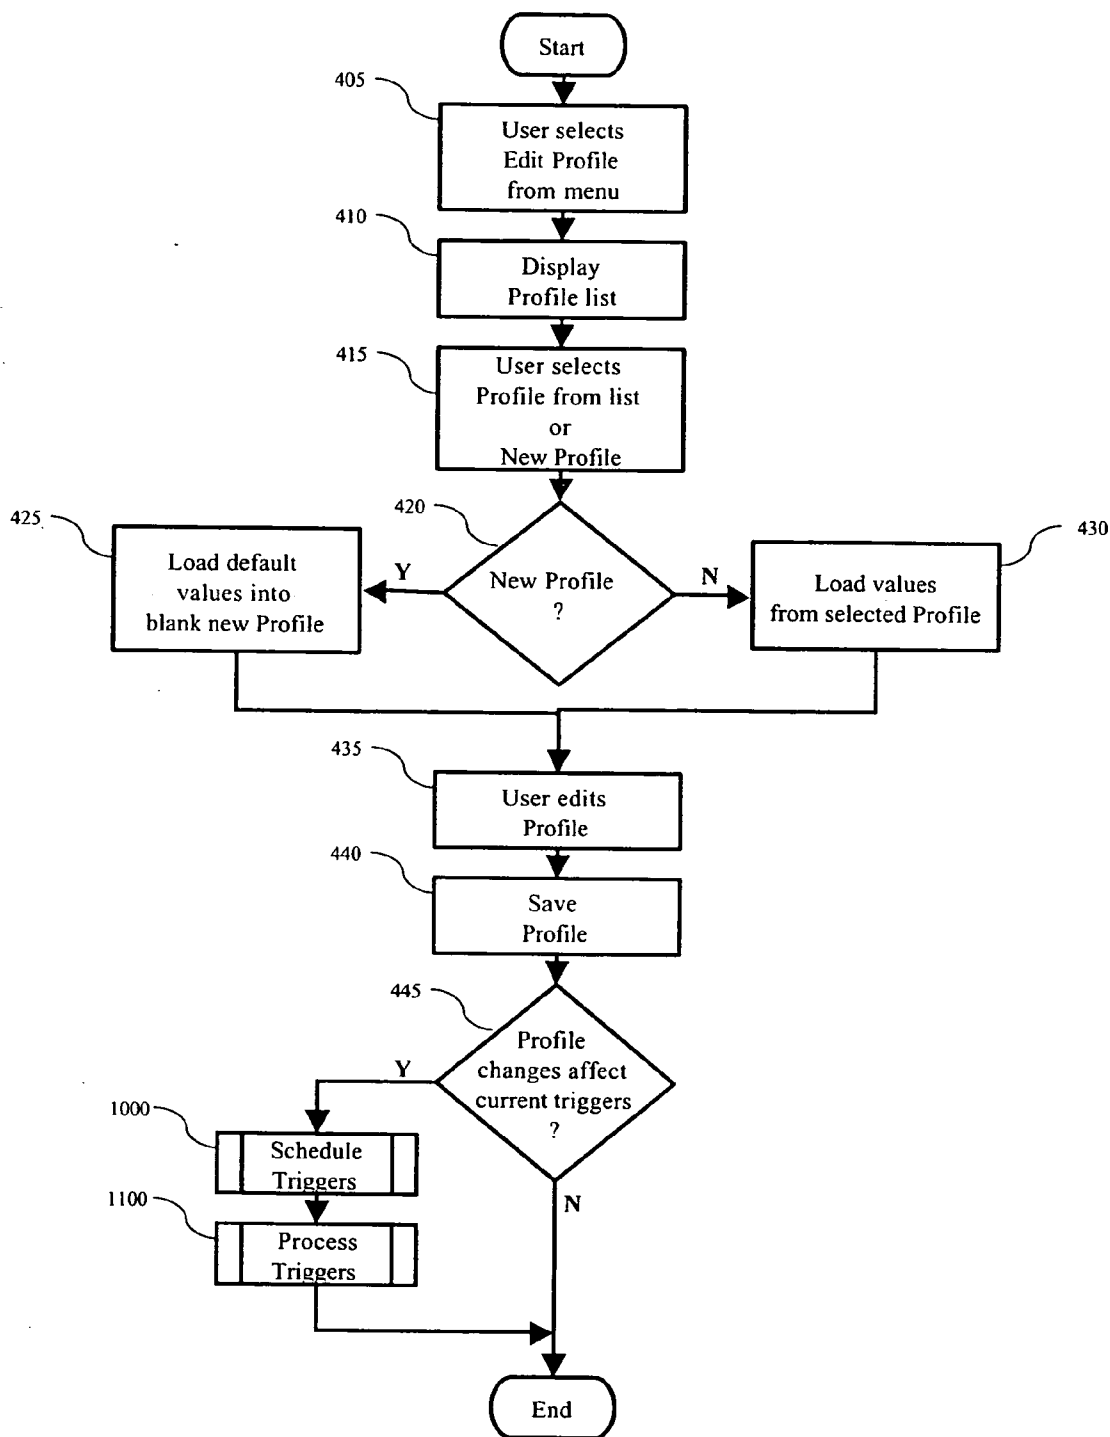 Start
405
User selects
Edit Profile
from menu
410
Display
Profile list
415
User selects
Profile from list
or
New Profile
420
New Profile
?
Y
N
425
Load default
values into
blank new Profile
430
Load values
from selected Profile
435
User edits
Profile
440
Save
Profile
445
Profile
changes affect
current triggers
?
Y
N
1000
Schedule
Triggers
1100
Process
Triggers
End